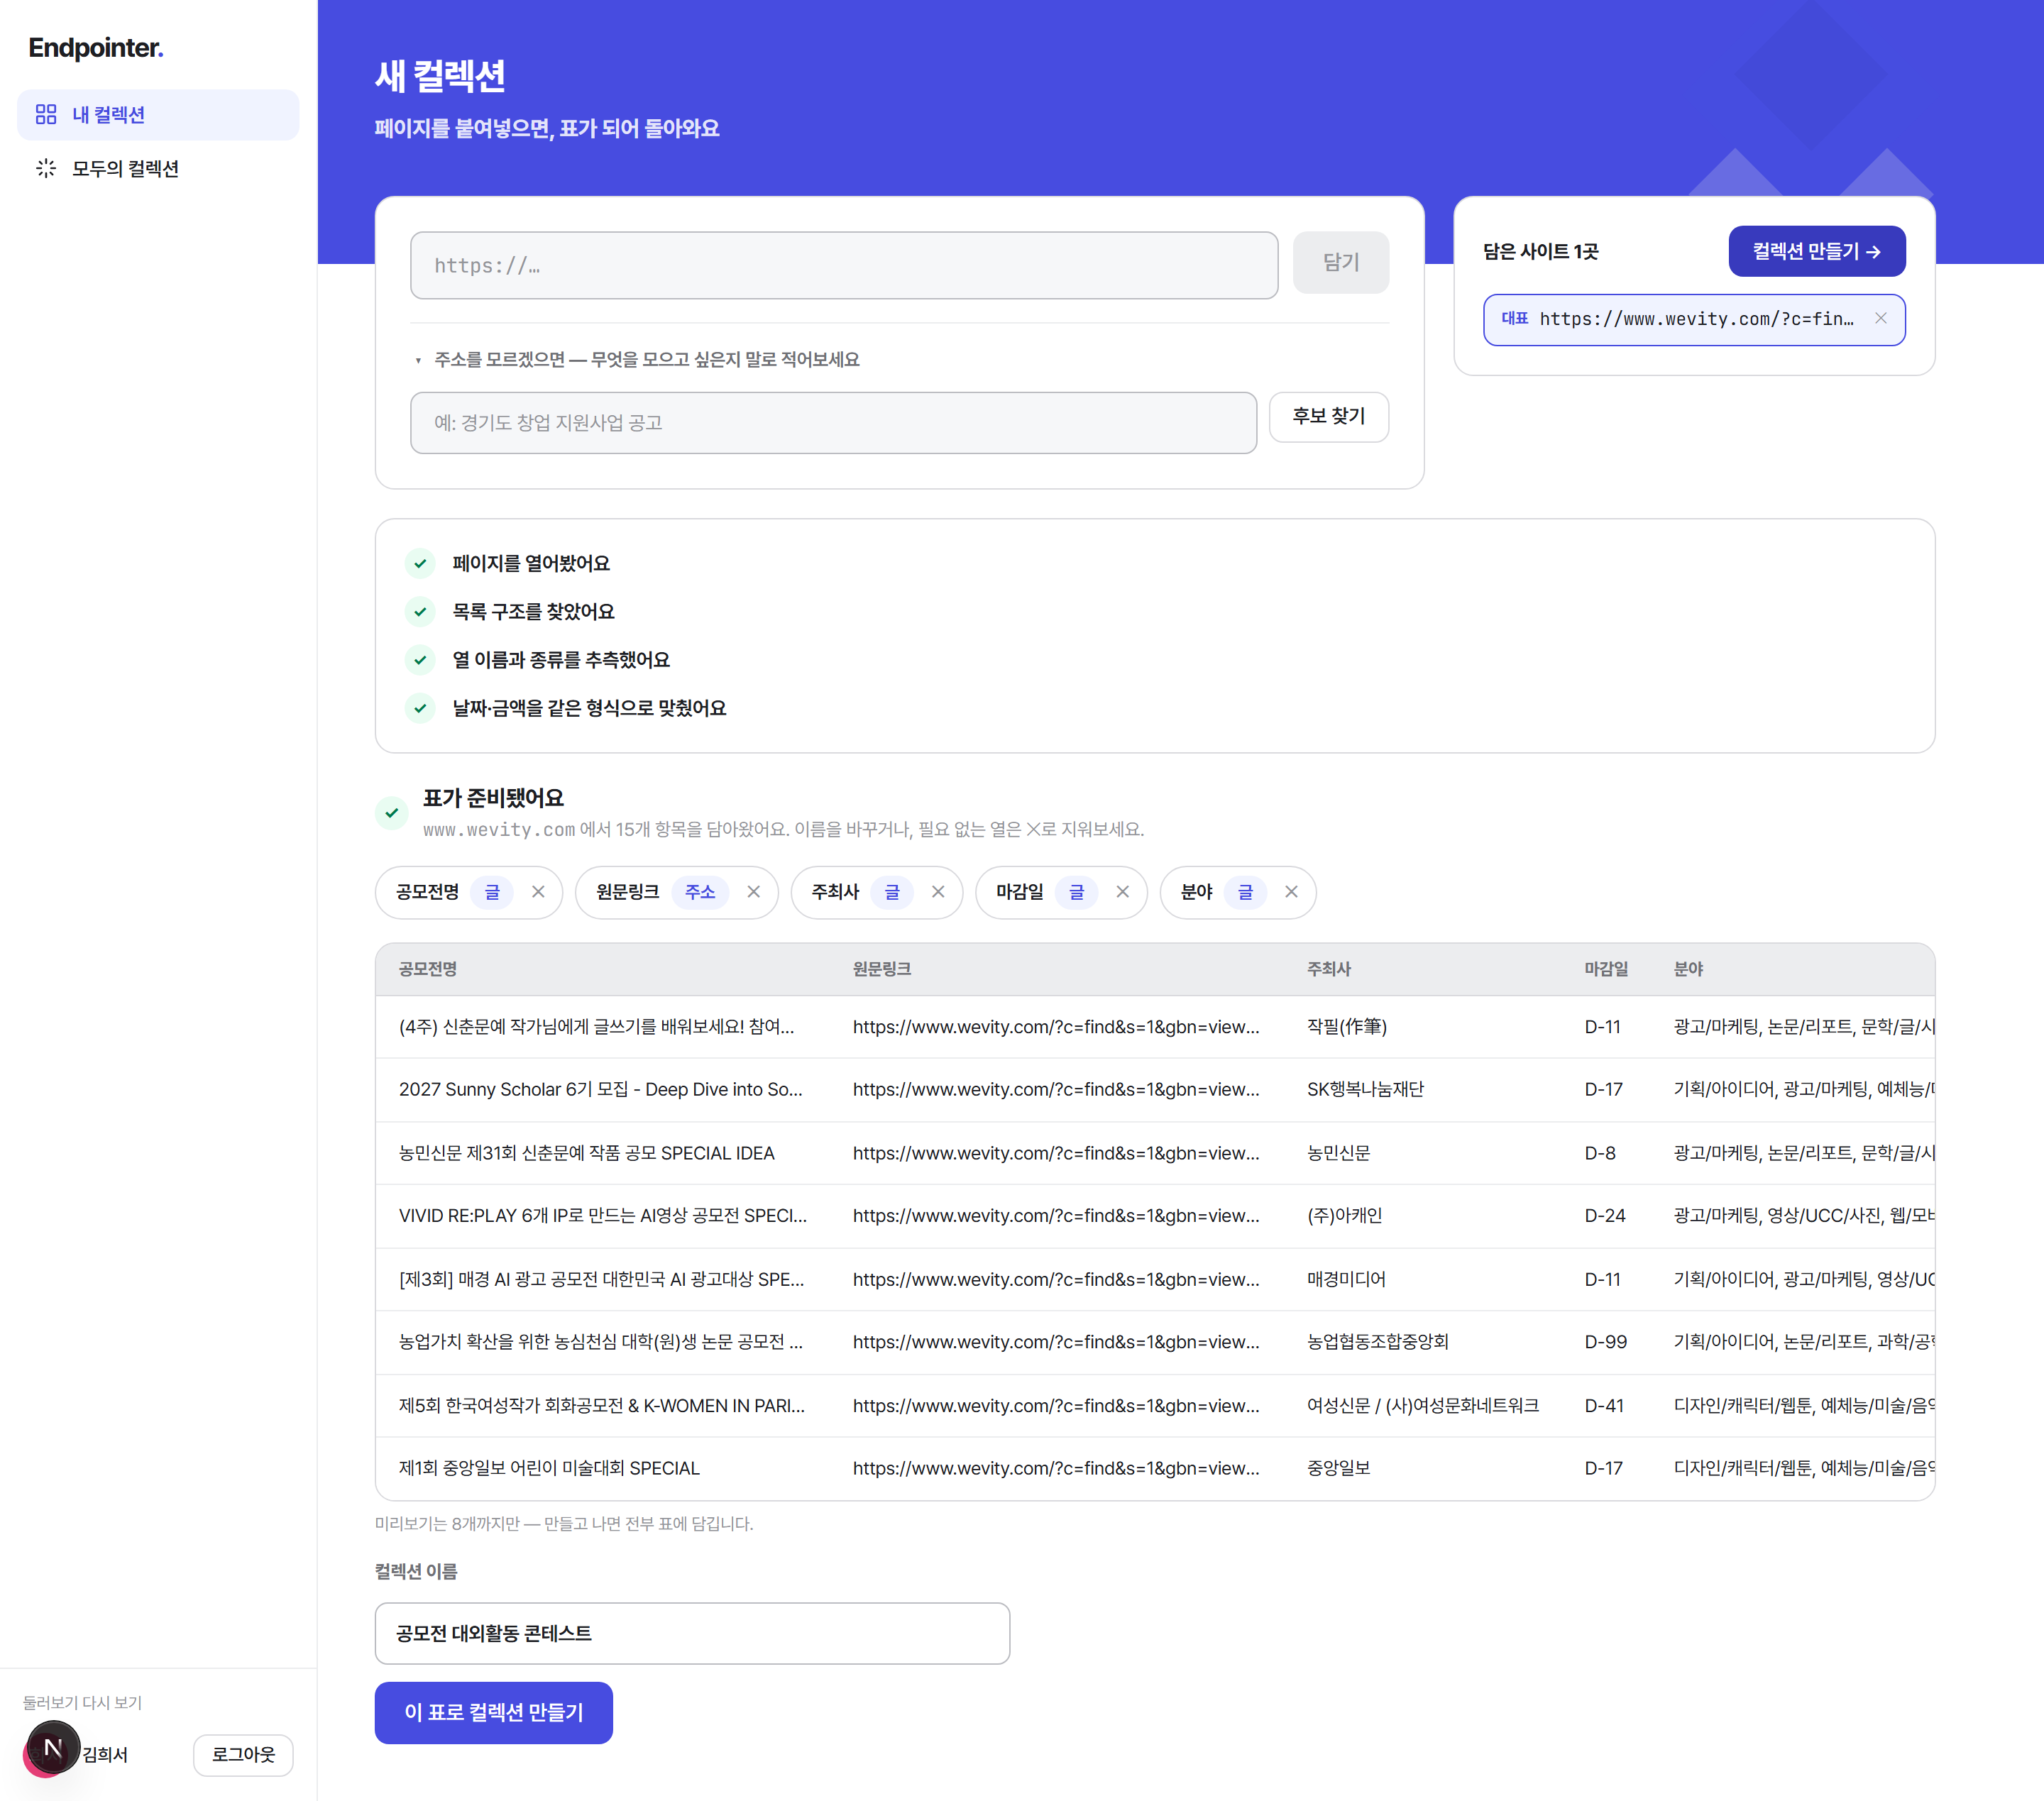 Endpointer.
내 컬렉션
모두의 컬렉션
새 컬렉션
페이지를 붙여넣으면, 표가 되어 돌아와요
https://…
담기
주소를 모르겠으면 — 무엇을 모으고 싶은지 말로 적어보세요
예: 경기도 창업 지원사업 공고
후보 찾기
담은 사이트 1곳
컬렉션 만들기 →
대표 https://www.wevity.com/?c=fin…
페이지를 열어봤어요
목록 구조를 찾았어요
열 이름과 종류를 추측했어요
날짜·금액을 같은 형식으로 맞췄어요
표가 준비됐어요
www.wevity.com 에서 15개 항목을 담아왔어요. 이름을 바꾸거나, 필요 없는 열은 ✕로 지워보세요.
공모전명 글 ✕ 원문링크 주소 ✕ 주최사 글 ✕ 마감일 글 ✕ 분야 글 ✕
공모전명 원문링크 주최사 마감일 분야
(4주) 신춘문예 작가님에게 글쓰기를 배워보세요! 참여… https://www.wevity.com/?c=find&s=1&gbn=view… 작필(作筆) D-11 광고/마케팅, 논문/리포트, 문학/글/시
2027 Sunny Scholar 6기 모집 - Deep Dive into So… https://www.wevity.com/?c=find&s=1&gbn=view… SK행복나눔재단 D-17 기획/아이디어, 광고/마케팅, 예체능/
농민신문 제31회 신춘문예 작품 공모 SPECIAL IDEA https://www.wevity.com/?c=find&s=1&gbn=view… 농민신문 D-8 광고/마케팅, 논문/리포트, 문학/글/시
VIVID RE:PLAY 6개 IP로 만드는 AI영상 공모전 SPECI… https://www.wevity.com/?c=find&s=1&gbn=view… (주)아캐인 D-24 광고/마케팅, 영상/UCC/사진, 웹/모
[제3회] 매경 AI 광고 공모전 대한민국 AI 광고대상 SPE… https://www.wevity.com/?c=find&s=1&gbn=view… 매경미디어 D-11 기획/아이디어, 광고/마케팅, 영상/UC
농업가치 확산을 위한 농심천심 대학(원)생 논문 공모전 … https://www.wevity.com/?c=find&s=1&gbn=view… 농업협동조합중앙회 D-99 기획/아이디어, 논문/리포트, 과학/공
제5회 한국여성작가 회화공모전 & K-WOMEN IN PARI… https://www.wevity.com/?c=find&s=1&gbn=view… 여성신문 / (사)여성문화네트워크 D-41 디자인/캐릭터/웹툰, 예체능/미술/음악
제1회 중앙일보 어린이 미술대회 SPECIAL https://www.wevity.com/?c=find&s=1&gbn=view… 중앙일보 D-17 디자인/캐릭터/웹툰, 예체능/미술/음악
미리보기는 8개까지만 — 만들고 나면 전부 표에 담깁니다.
컬렉션 이름
공모전 대외활동 콘테스트
이 표로 컬렉션 만들기
둘러보기 다시 보기
N
김희서
로그아웃